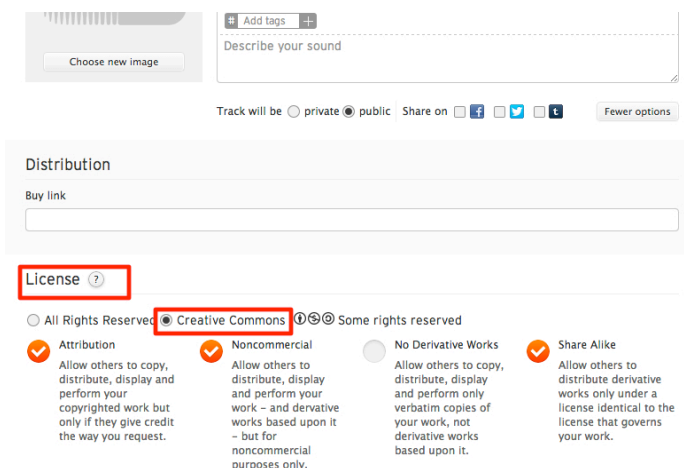 # Add tags +
Describe your sound
Choose new image
Track will be private public Share on f t Fewer options
Distribution
Buy link
License ?
All Rights Reserved Creative Commons Some rights reserved
Attribution
Allow others to copy,
distribute, display and
perform your
copyrighted work but
only if they give credit
the way you request.
Noncommercial
Allow others to
distribute, display
and perform your
work – and dervative
works based upon it
– but for
noncommercial
purposes only.
No Derivative Works
Allow others to copy,
distribute, display
and perform only
verbatim copies of
your work, not
derivative works
based upon it.
Share Alike
Allow others to
distribute derivative
works only under a
license identical to the
license that governs
your work.